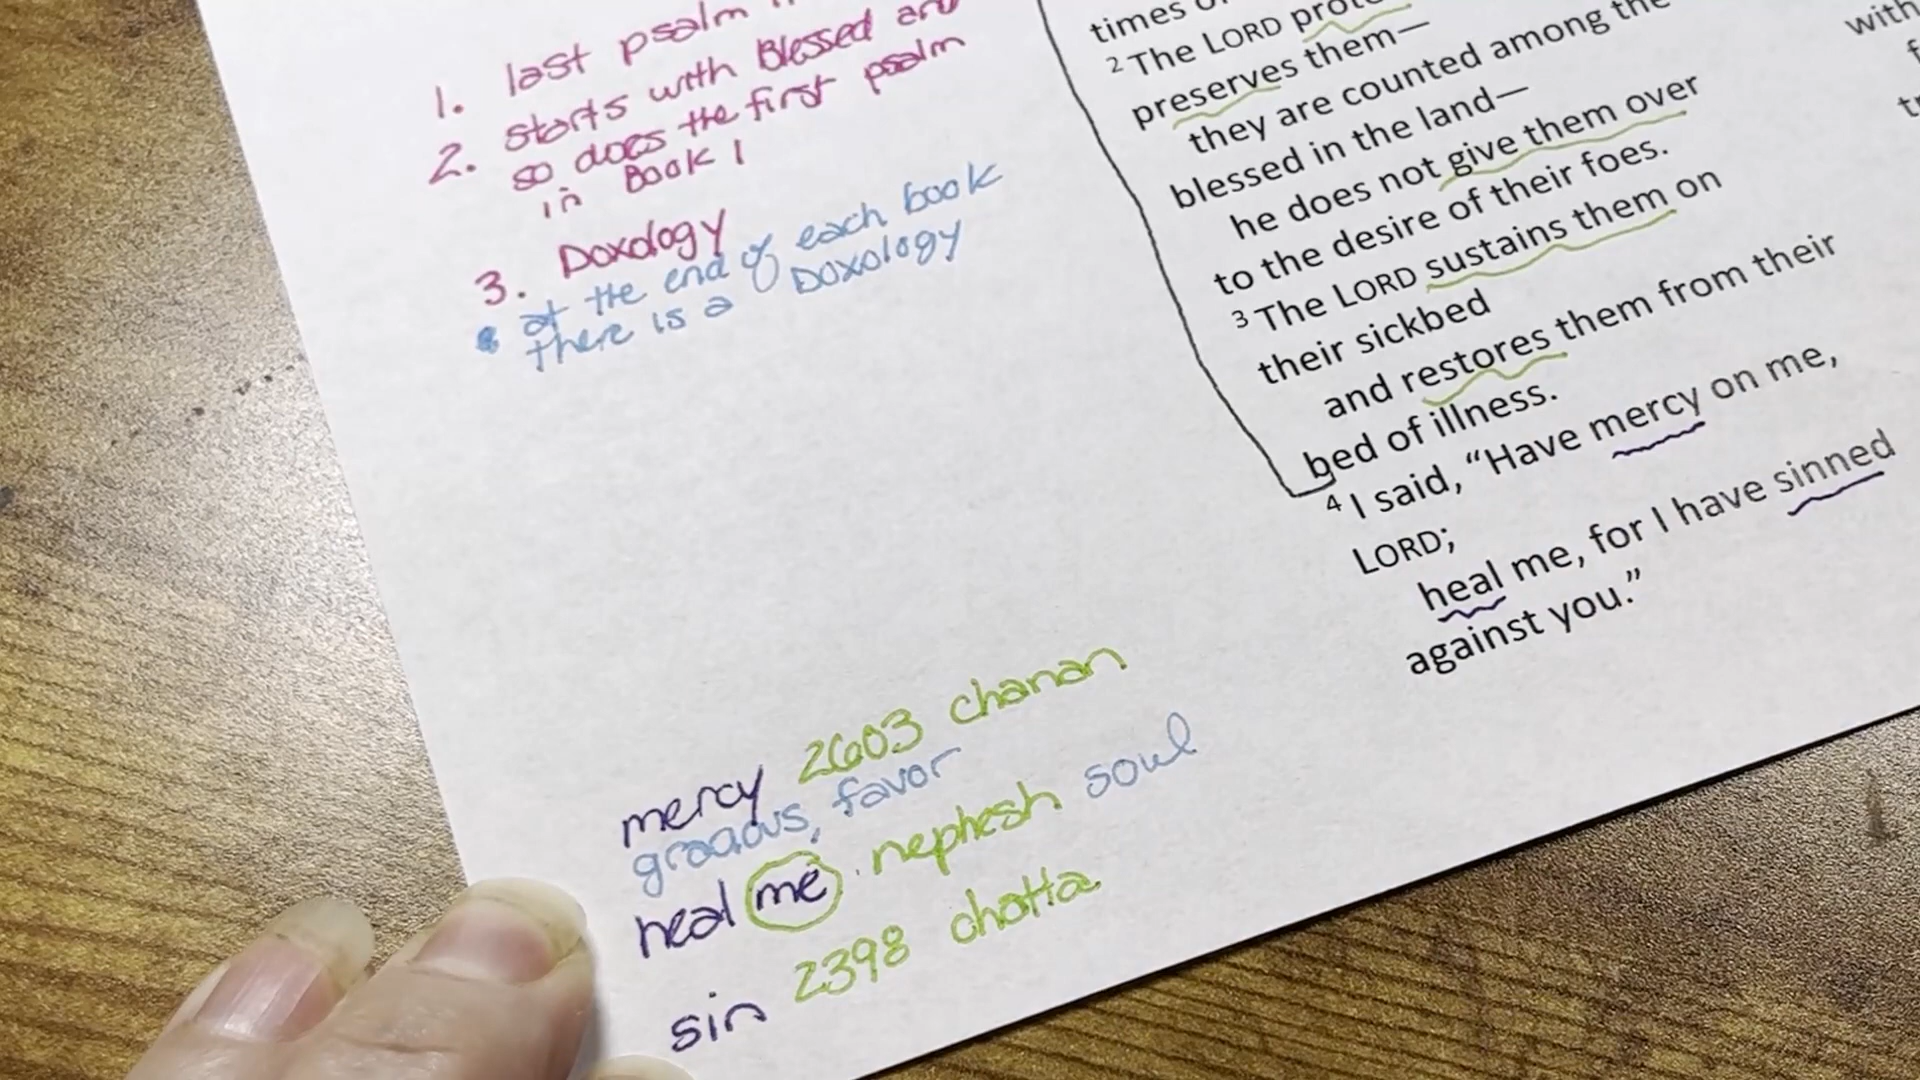 1. last psalm
2. starts with Blessed and
so does the first psalm
in Book 1
3. Doxology
at the end of each book
there is a Doxology
mercy 2603 chanan
gracious, favor
heal me. nephesh soul
sin 2398 chatta
times
2 The LORD
preserves them—
they are counted among the
blessed in the land—
he does not give them over
to the desire of their foes.
3 The LORD sustains them on
their sickbed
and restores them from their
bed of illness.
4 I said, “Have mercy on me,
LORD;
heal me, for I have sinned
against you.”
with